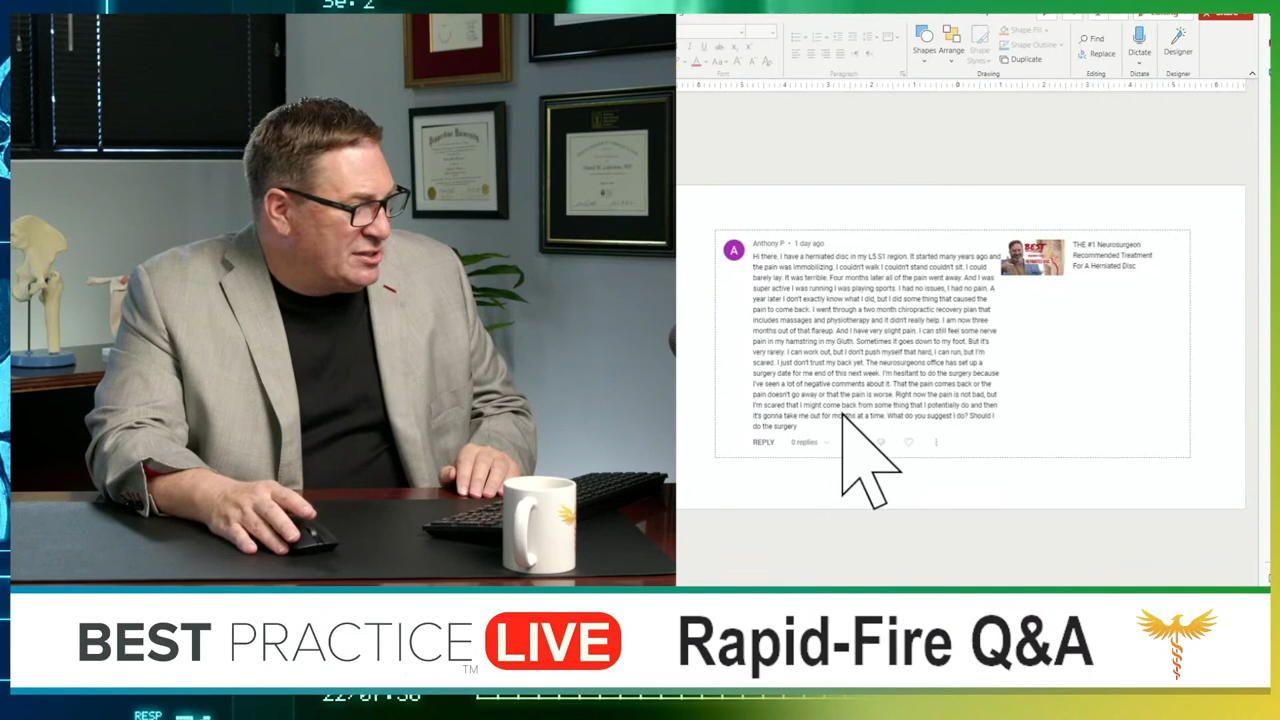 Shapes
Arrange
Shape
Styles
Shape Fill
Shape Outline
Duplicate
Find
Replace
Dictate
Designer
Font
Paragraph
Drawing
Editing
Dictate
Designer
A
Anthony P • 1 day ago
Hi there. I have a herniated disc in my L5 S1 region. It started many years ago and
the pain was immobilizing. I couldn't walk I couldn't stand couldn't sit. I could
barely lay. It was terrible. Four months later all of the pain went away. And I was
super active I was running I was playing sports. I had no issues, I had no pain. A
year later I don't exactly know what I did, but I did some thing that caused the
pain to come back. I went through a two month chiropractic recovery plan that
includes massages and physiotherapy and it didn't really help. I am now three
months out of that flareup. And I have very slight pain. I can still feel some nerve
pain in my hamstring in my Gluth. Sometimes it goes down to my foot. But it's
very rarely. I can work out, but I don't push myself that hard, I can run, but I'm
scared. I just don't trust my back yet. The neurosurgeons office has set up a
surgery date for me end of this next week. I'm hesitant to do the surgery because
I've seen a lot of negative comments about it. That the pain comes back or the
pain doesn't go away or that the pain is worse. Right now the pain is not bad, but
I'm scared that I might come back from some thing that I potentially do and then
it's gonna take me out for months at a time. What do you suggest I do? Should I
do the surgery
REPLY 0 replies
THE #1 Neurosurgeon
Recommended Treatment
For A Herniated Disc
BEST PRACTICE LIVE
TM
Rapid-Fire Q&A
RESP